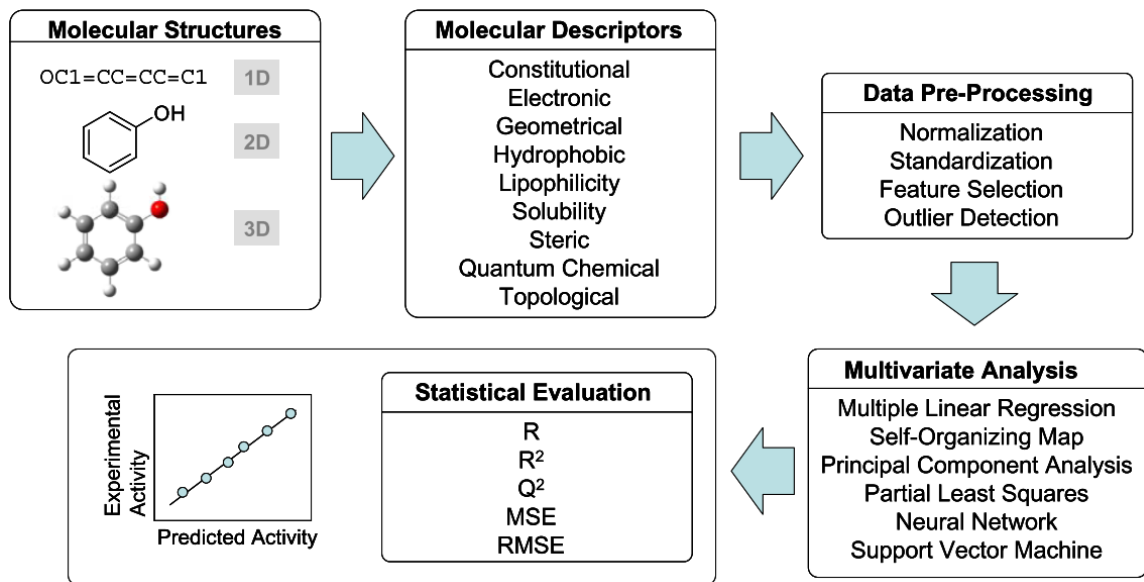 Molecular Structures
OC1=CC=CC=C1
1D
OH
2D
3D
Molecular Descriptors
Constitutional
Electronic
Geometrical
Hydrophobic
Lipophilicity
Solubility
Steric
Quantum Chemical
Topological
Data Pre-Processing
Normalization
Standardization
Feature Selection
Outlier Detection
Multivariate Analysis
Multiple Linear Regression
Self-Organizing Map
Principal Component Analysis
Partial Least Squares
Neural Network
Support Vector Machine
Statistical Evaluation
R
R²
Q²
MSE
RMSE
Experimental
Activity
Predicted Activity